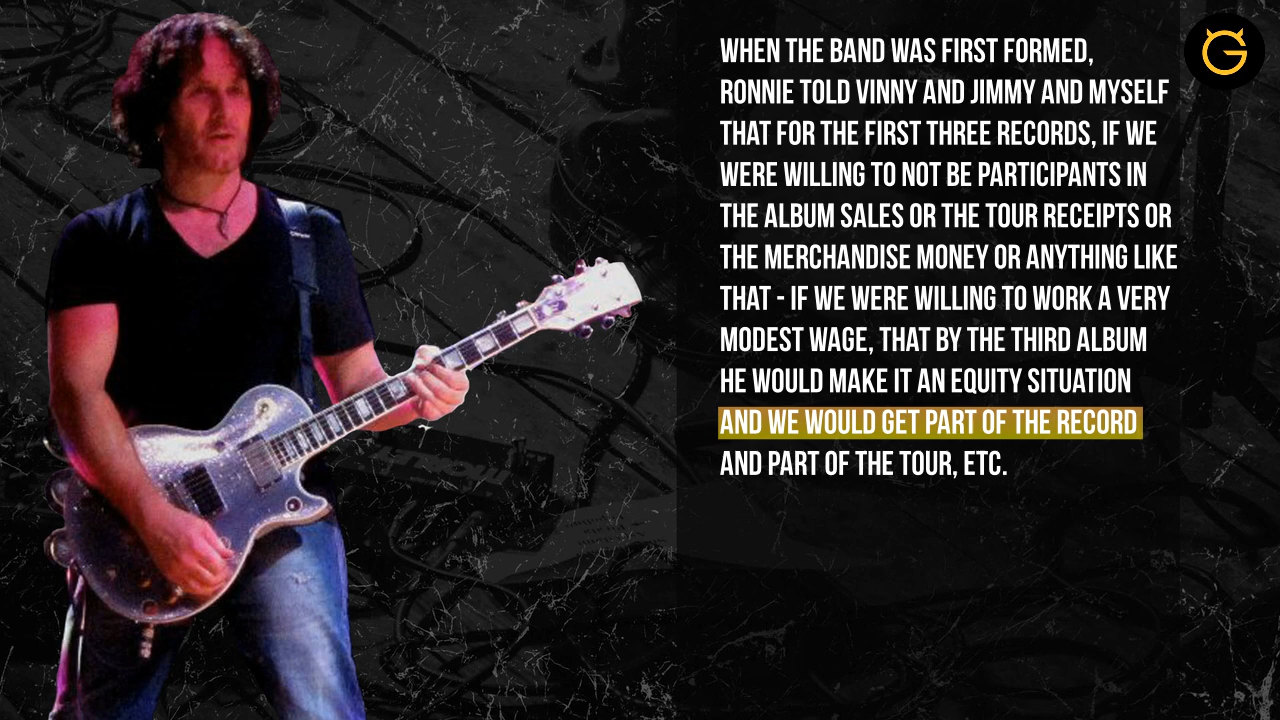 WHEN THE BAND WAS FIRST FORMED,
RONNIE TOLD VINNY AND JIMMY AND MYSELF
THAT FOR THE FIRST THREE RECORDS, IF WE
WERE WILLING TO NOT BE PARTICIPANTS IN
THE ALBUM SALES OR THE TOUR RECEIPTS OR
THE MERCHANDISE MONEY OR ANYTHING LIKE
THAT - IF WE WERE WILLING TO WORK A VERY
MODEST WAGE, THAT BY THE THIRD ALBUM
HE WOULD MAKE IT AN EQUITY SITUATION
AND WE WOULD GET PART OF THE RECORD
AND PART OF THE TOUR, ETC.